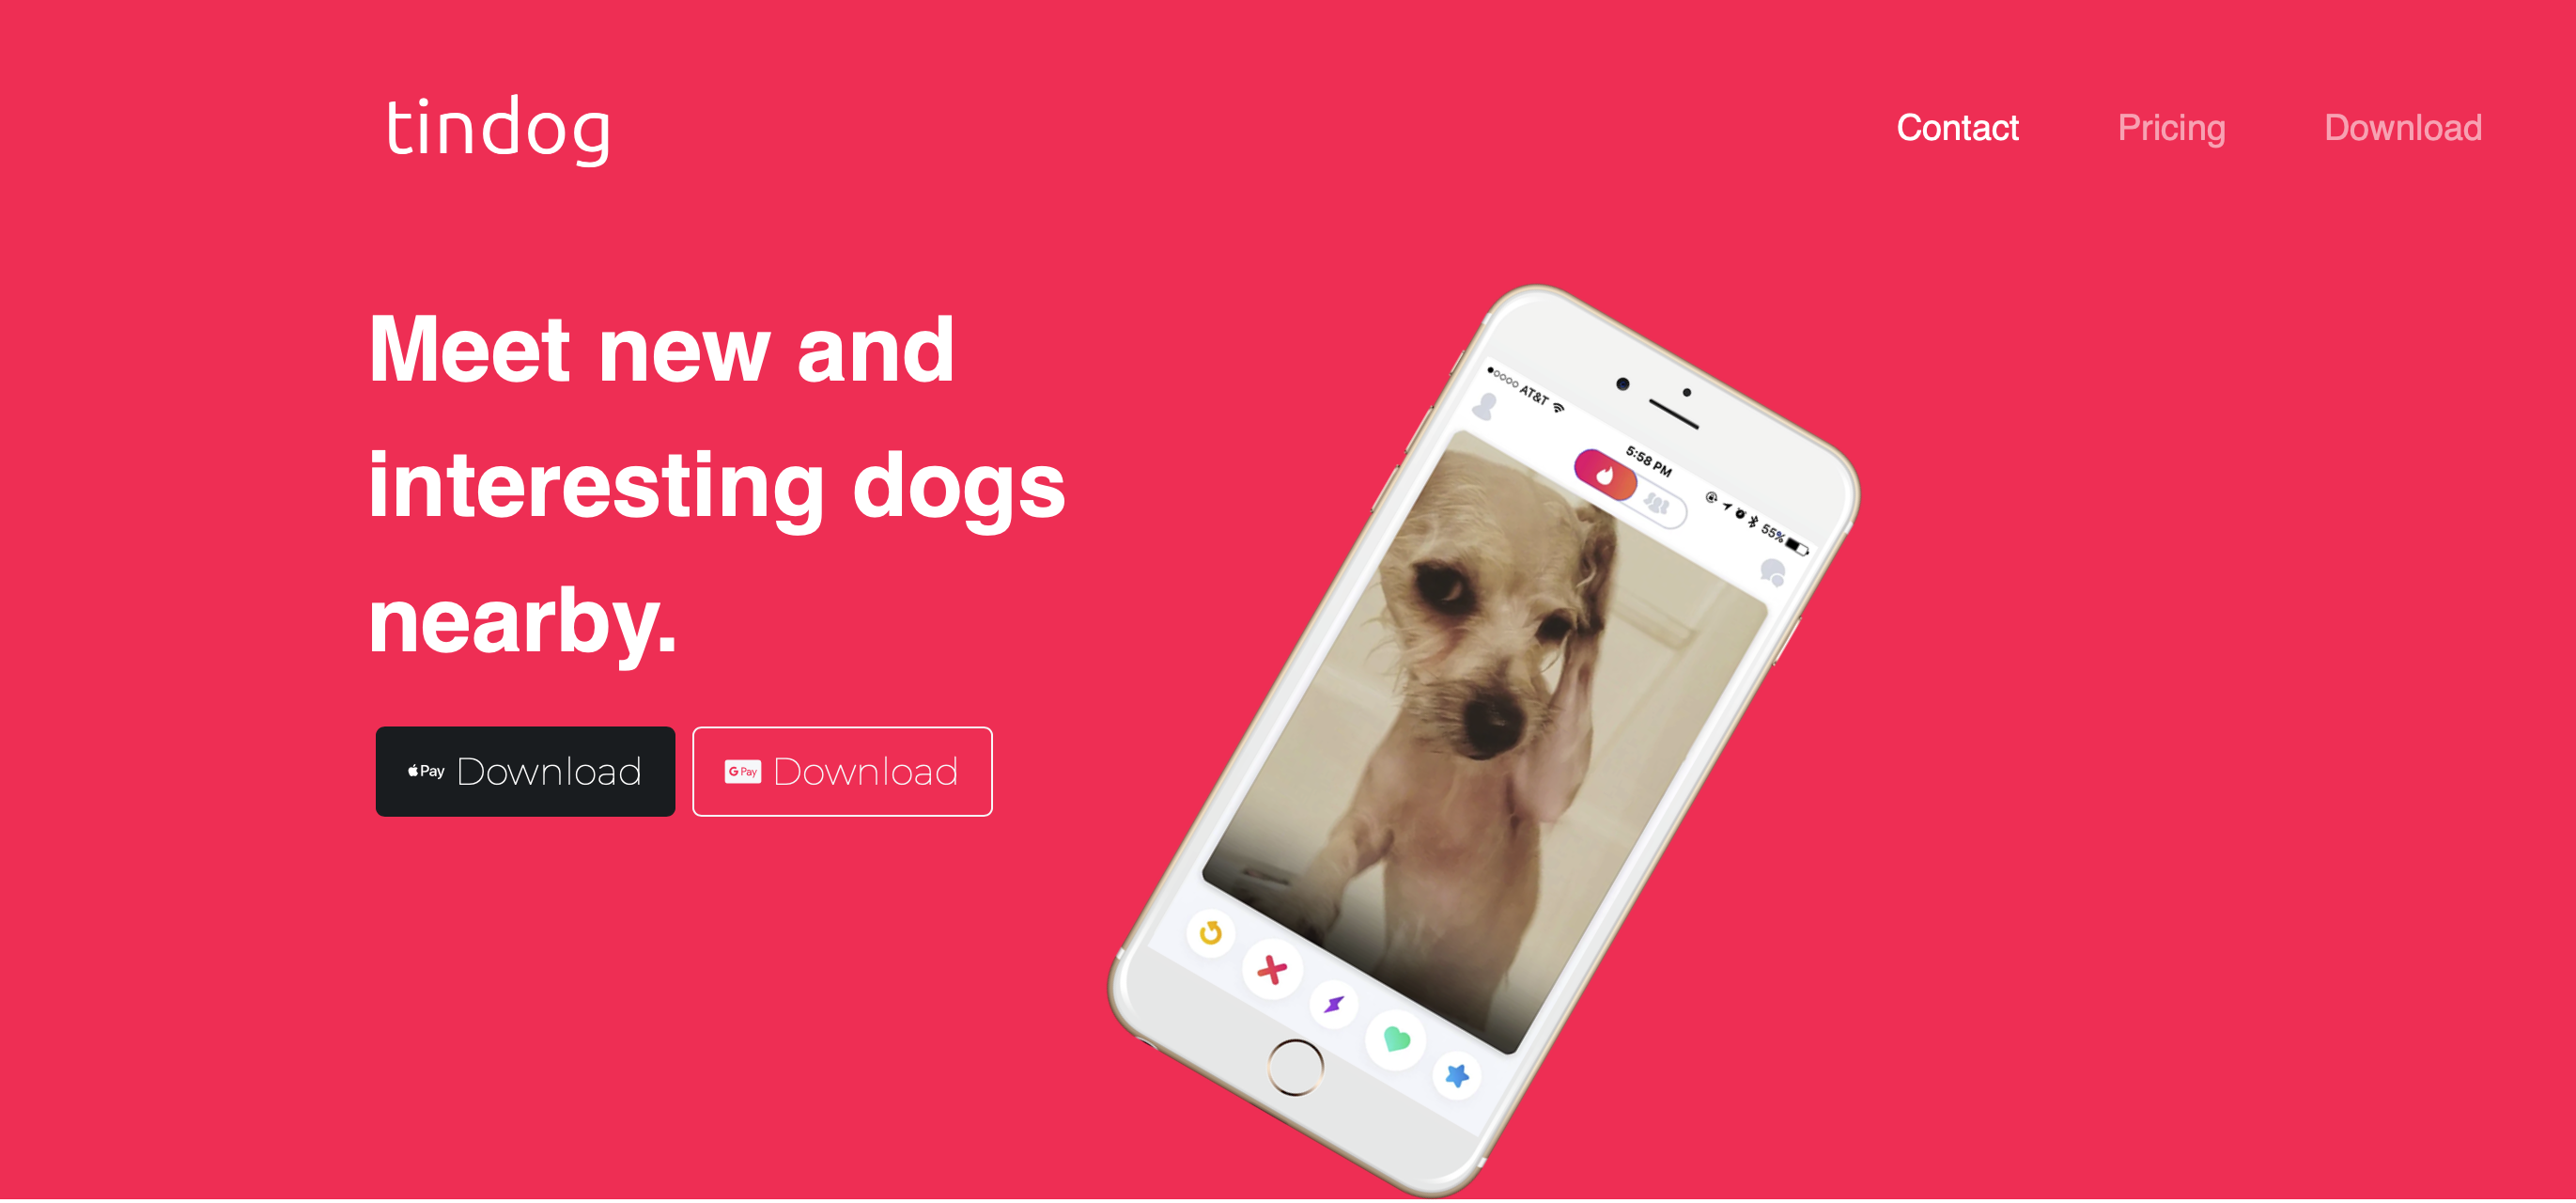 tindog
Contact Pricing Download
Meet new and
interesting dogs
nearby.
Pay Download
G Pay Download
AT&T
5:58 PM
55%